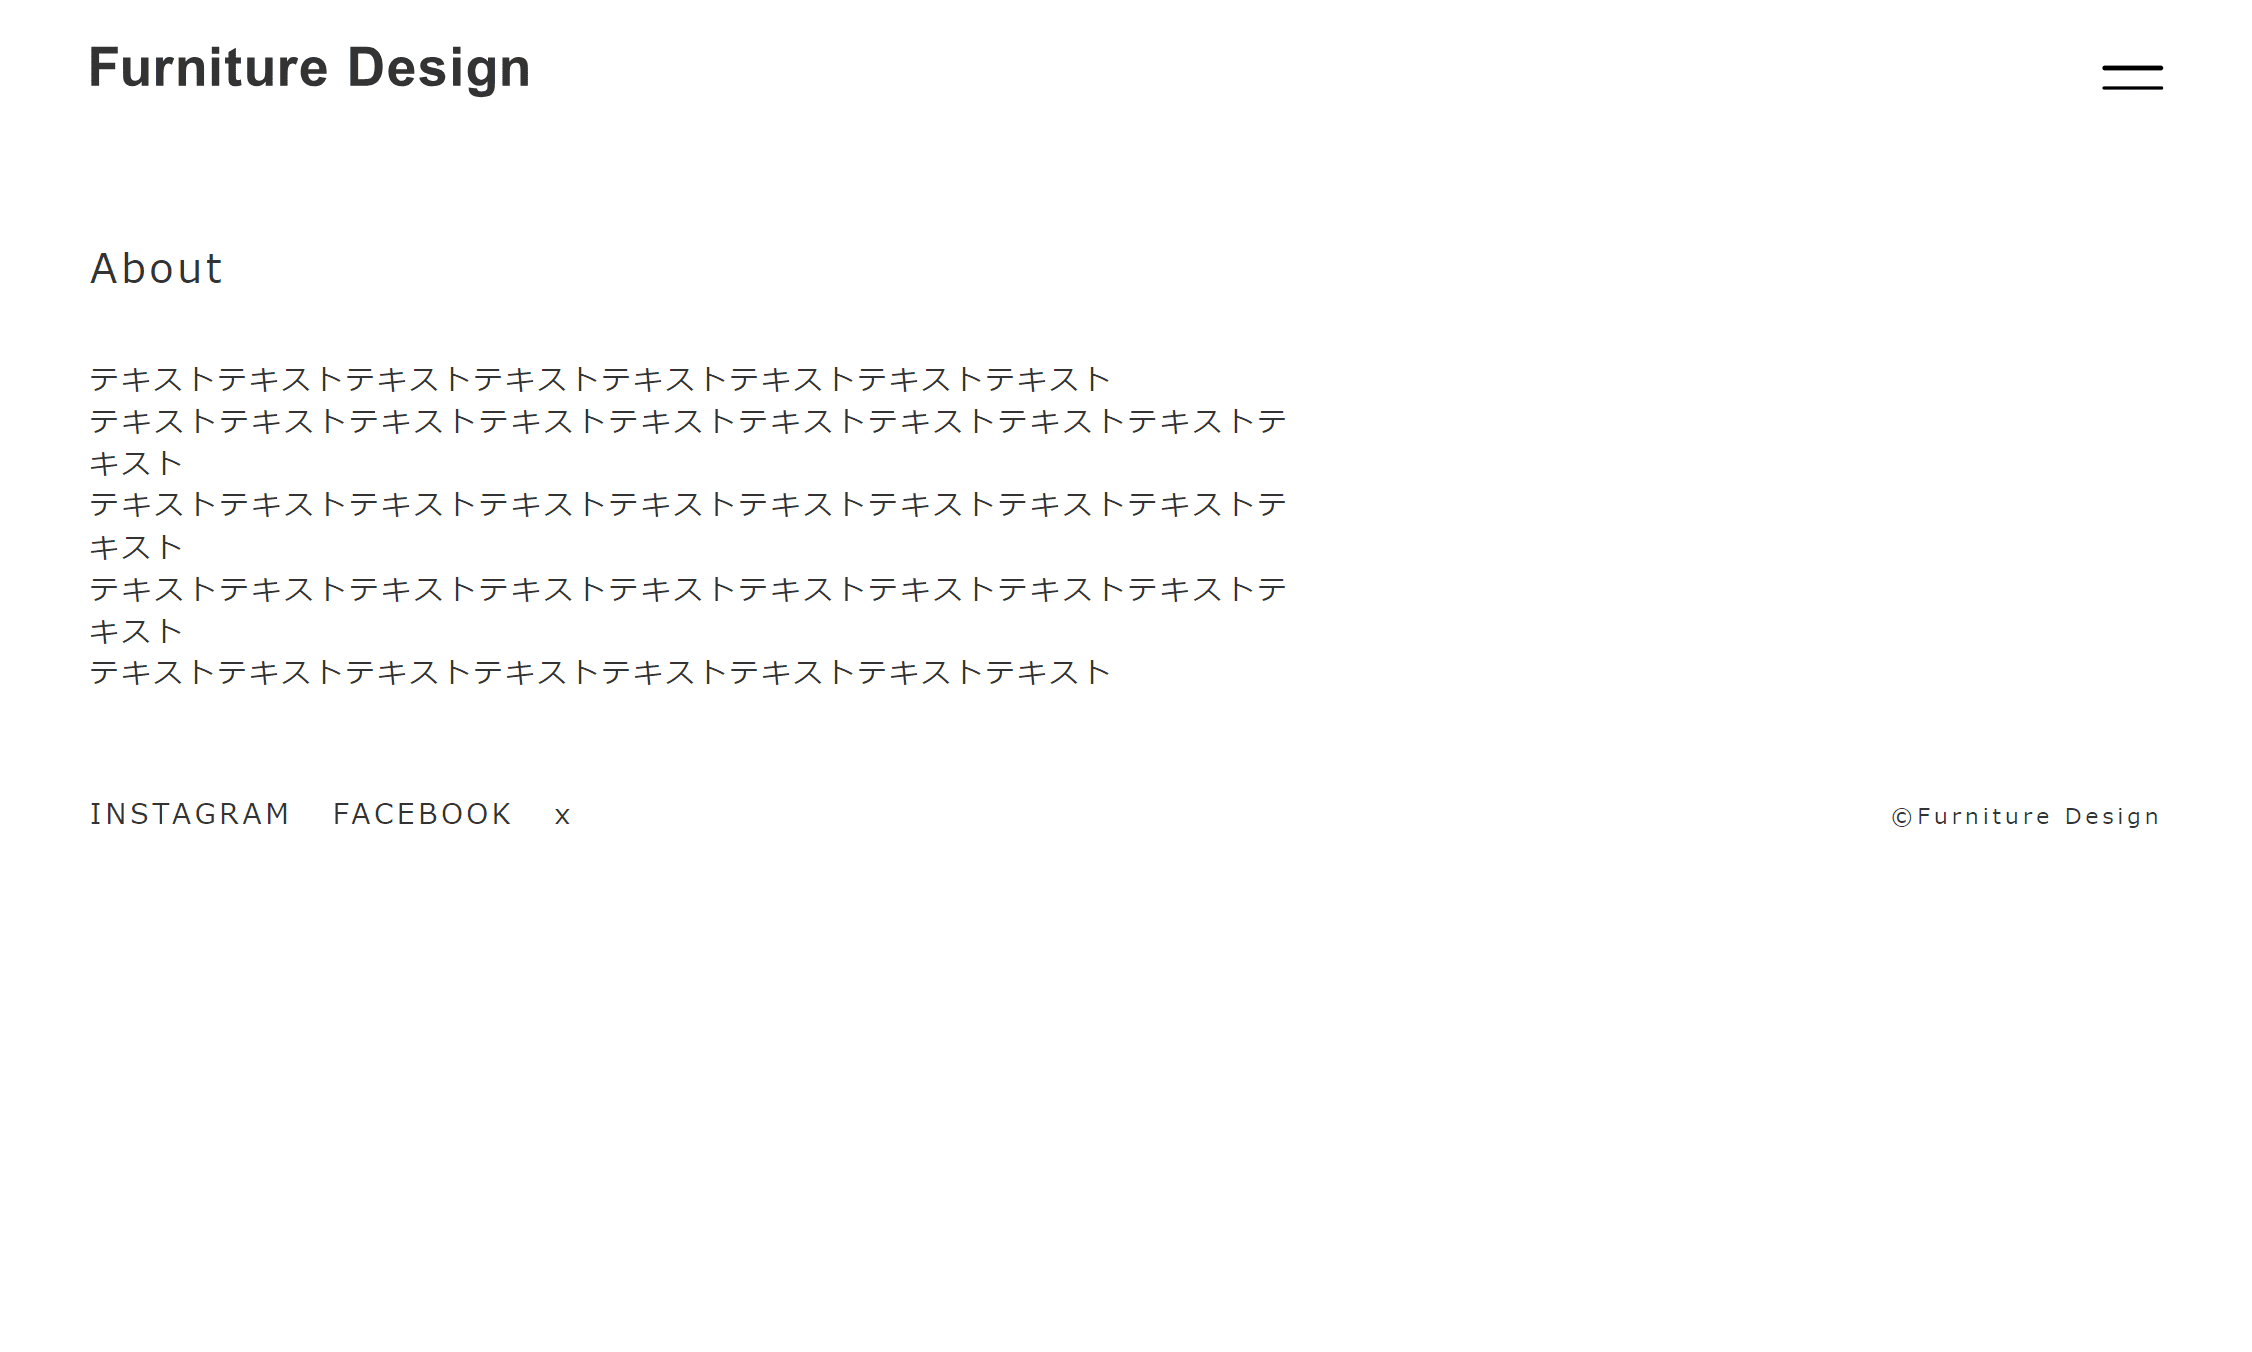 Furniture Design
About
テキストテキストテキストテキストテキストテキストテキストテキスト
テキストテキストテキストテキストテキストテキストテキストテキストテキストテ
キスト
テキストテキストテキストテキストテキストテキストテキストテキストテキストテ
キスト
テキストテキストテキストテキストテキストテキストテキストテキストテキストテ
キスト
テキストテキストテキストテキストテキストテキストテキストテキスト
INSTAGRAM FACEBOOK x
©Furniture Design